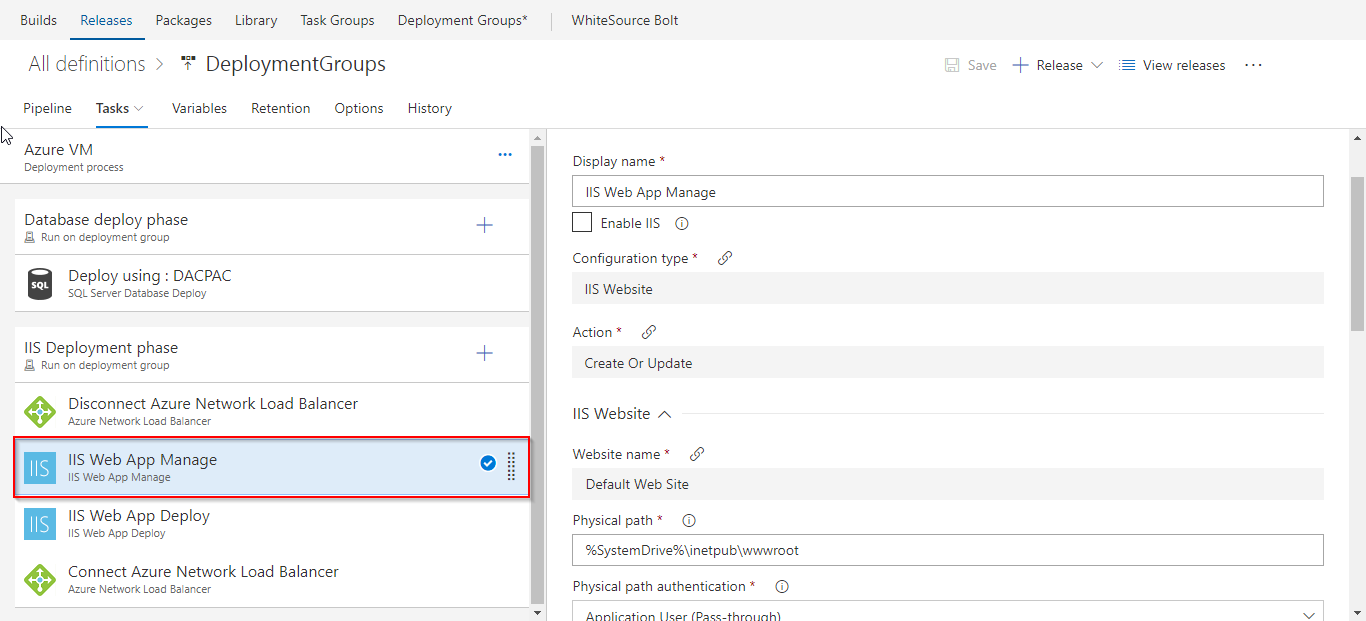 Builds Releases Packages Library Task Groups Deployment Groups* WhiteSource Bolt
All definitions > DeploymentGroups
Save Release View releases ...
Pipeline Tasks Variables Retention Options History
Azure VM
Deployment process
Database deploy phase
Run on deployment group
SQL
Deploy using : DACPAC
SQL Server Database Deploy
IIS Deployment phase
Run on deployment group
Disconnect Azure Network Load Balancer
Azure Network Load Balancer
IIS
IIS Web App Manage
IIS Web App Manage
IIS
IIS Web App Deploy
IIS Web App Deploy
Connect Azure Network Load Balancer
Azure Network Load Balancer
Display name *
IIS Web App Manage
Enable IIS
Configuration type *
IIS Website
Action *
Create Or Update
IIS Website
Website name *
Default Web Site
Physical path *
%SystemDrive%\inetpub\wwwroot
Physical path authentication *
Application User (Pass-through)